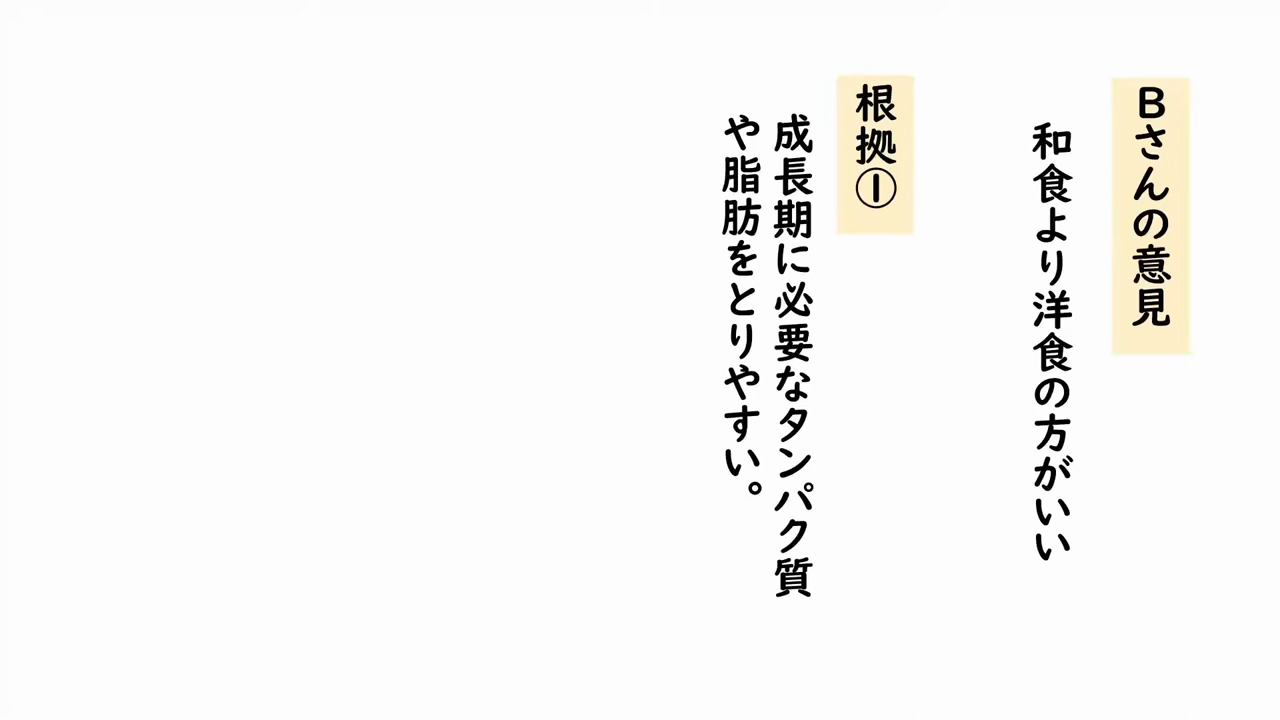 Bさんの意見
和食より洋食の方がいい
根拠①
成長期に必要なタンパク質
や脂肪をとりやすい。